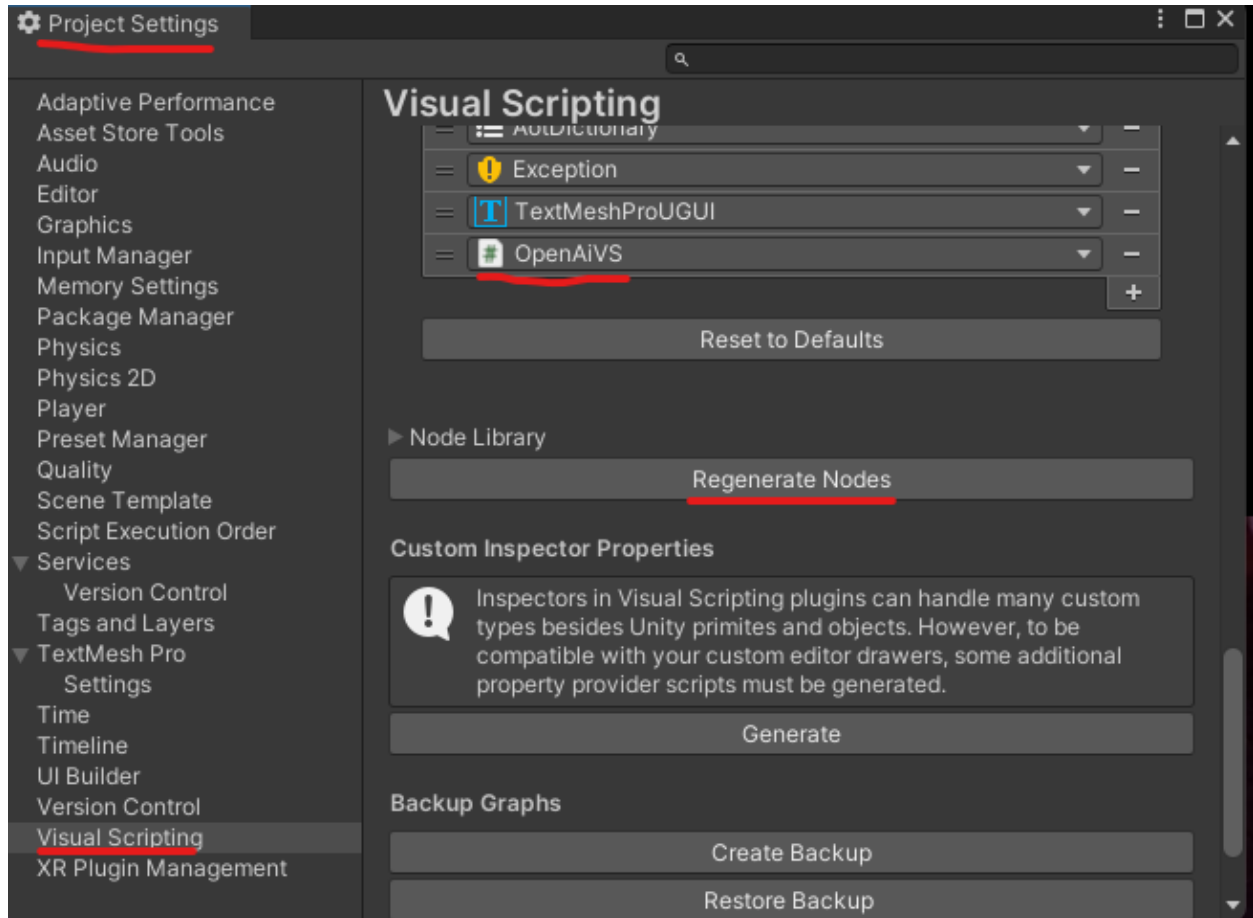 Project Settings
Adaptive Performance
Asset Store Tools
Audio
Editor
Graphics
Input Manager
Memory Settings
Package Manager
Physics
Physics 2D
Player
Preset Manager
Quality
Scene Template
Script Execution Order
Services
Version Control
Tags and Layers
TextMesh Pro
Settings
Time
Timeline
UI Builder
Version Control
Visual Scripting
XR Plugin Management
Visual Scripting
AotDictionary
Exception
TextMeshProUGUI
OpenAiVS
Reset to Defaults
Node Library
Regenerate Nodes
Custom Inspector Properties
Inspectors in Visual Scripting plugins can handle many custom
types besides Unity primites and objects. However, to be
compatible with your custom editor drawers, some additional
property provider scripts must be generated.
Generate
Backup Graphs
Create Backup
Restore Backup